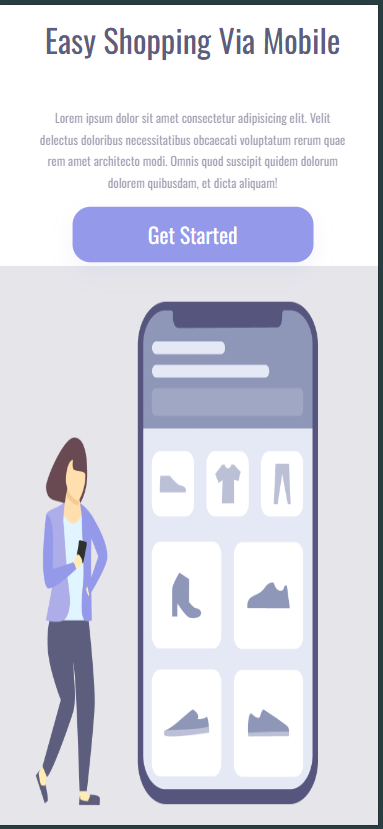 Easy Shopping Via Mobile
Lorem ipsum dolor sit amet consectetur adipisicing elit. Velit
delectus doloribus necessitatibus obcaecati voluptatum rerum quae
rem amet architecto modi. Omnis quod suscipit quidem dolorum
dolorem quibusdam, et dicta aliquam!
Get Started